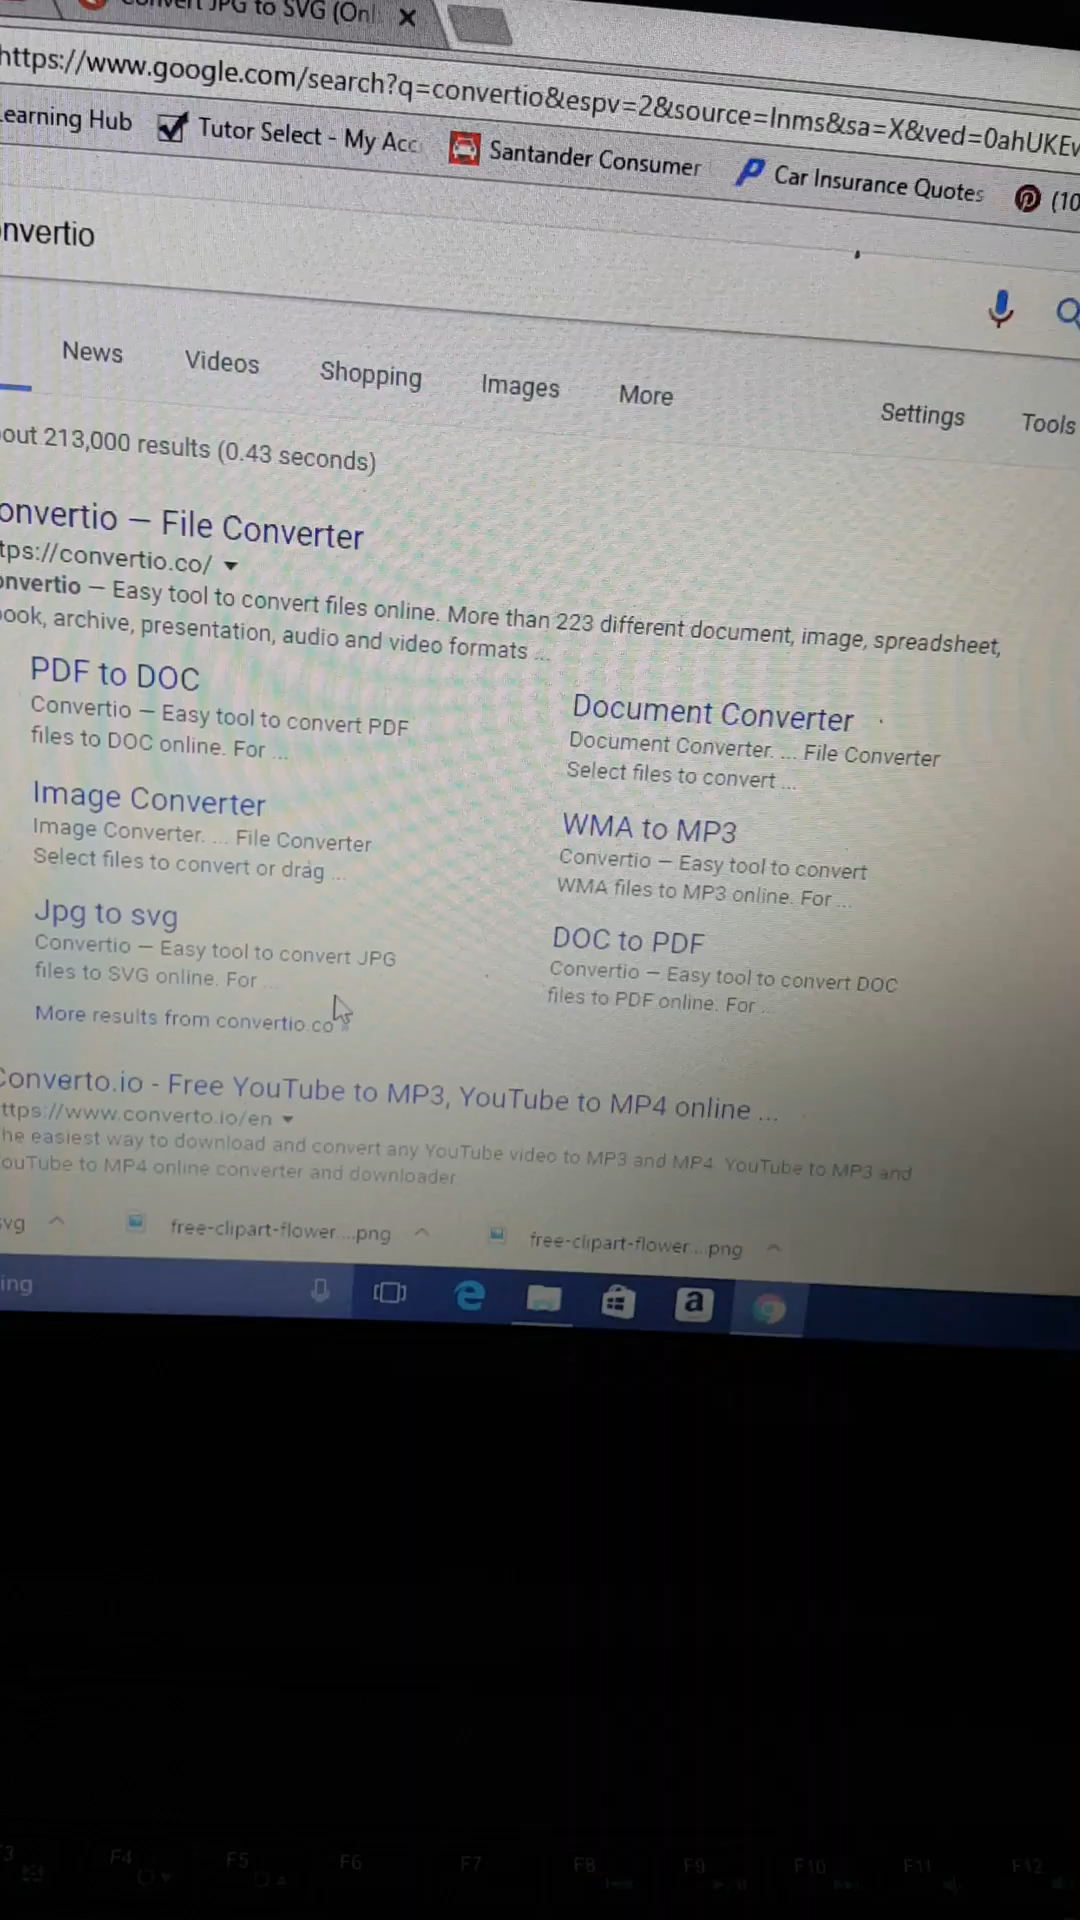 Convert JPG to SVG (Onl
https://www.google.com/search?q=convertio&espv=2&source=lnms&sa=X&ved=0ahUKEw
earning Hub Tutor Select - My Acc Santander Consumer Car Insurance Quotes (10
onvertio
News Videos Shopping Images More Settings Tools
out 213,000 results (0.43 seconds)
onvertio – File Converter
tps://convertio.co/
onvertio – Easy tool to convert files online. More than 223 different document, image, spreadsheet,
ook, archive, presentation, audio and video formats ...
PDF to DOC
Convertio – Easy tool to convert PDF
files to DOC online. For ...
Document Converter
Document Converter. ... File Converter
Select files to convert ...
Image Converter
Image Converter. ... File Converter
Select files to convert or drag ...
WMA to MP3
Convertio – Easy tool to convert
WMA files to MP3 online. For ...
Jpg to svg
Convertio – Easy tool to convert JPG
files to SVG online. For ...
DOC to PDF
Convertio – Easy tool to convert DOC
files to PDF online. For ...
More results from convertio.co
Converto.io - Free YouTube to MP3, YouTube to MP4 online ...
ttps://www.converto.io/en
he easiest way to download and convert any YouTube video to MP3 and MP4. YouTube to MP3 and
ouTube to MP4 online converter and downloader
svg free-clipart-flower....png free-clipart-flower....png
ing
a
F4 F5 F6 F7 F8 F9 F10 F11 F12